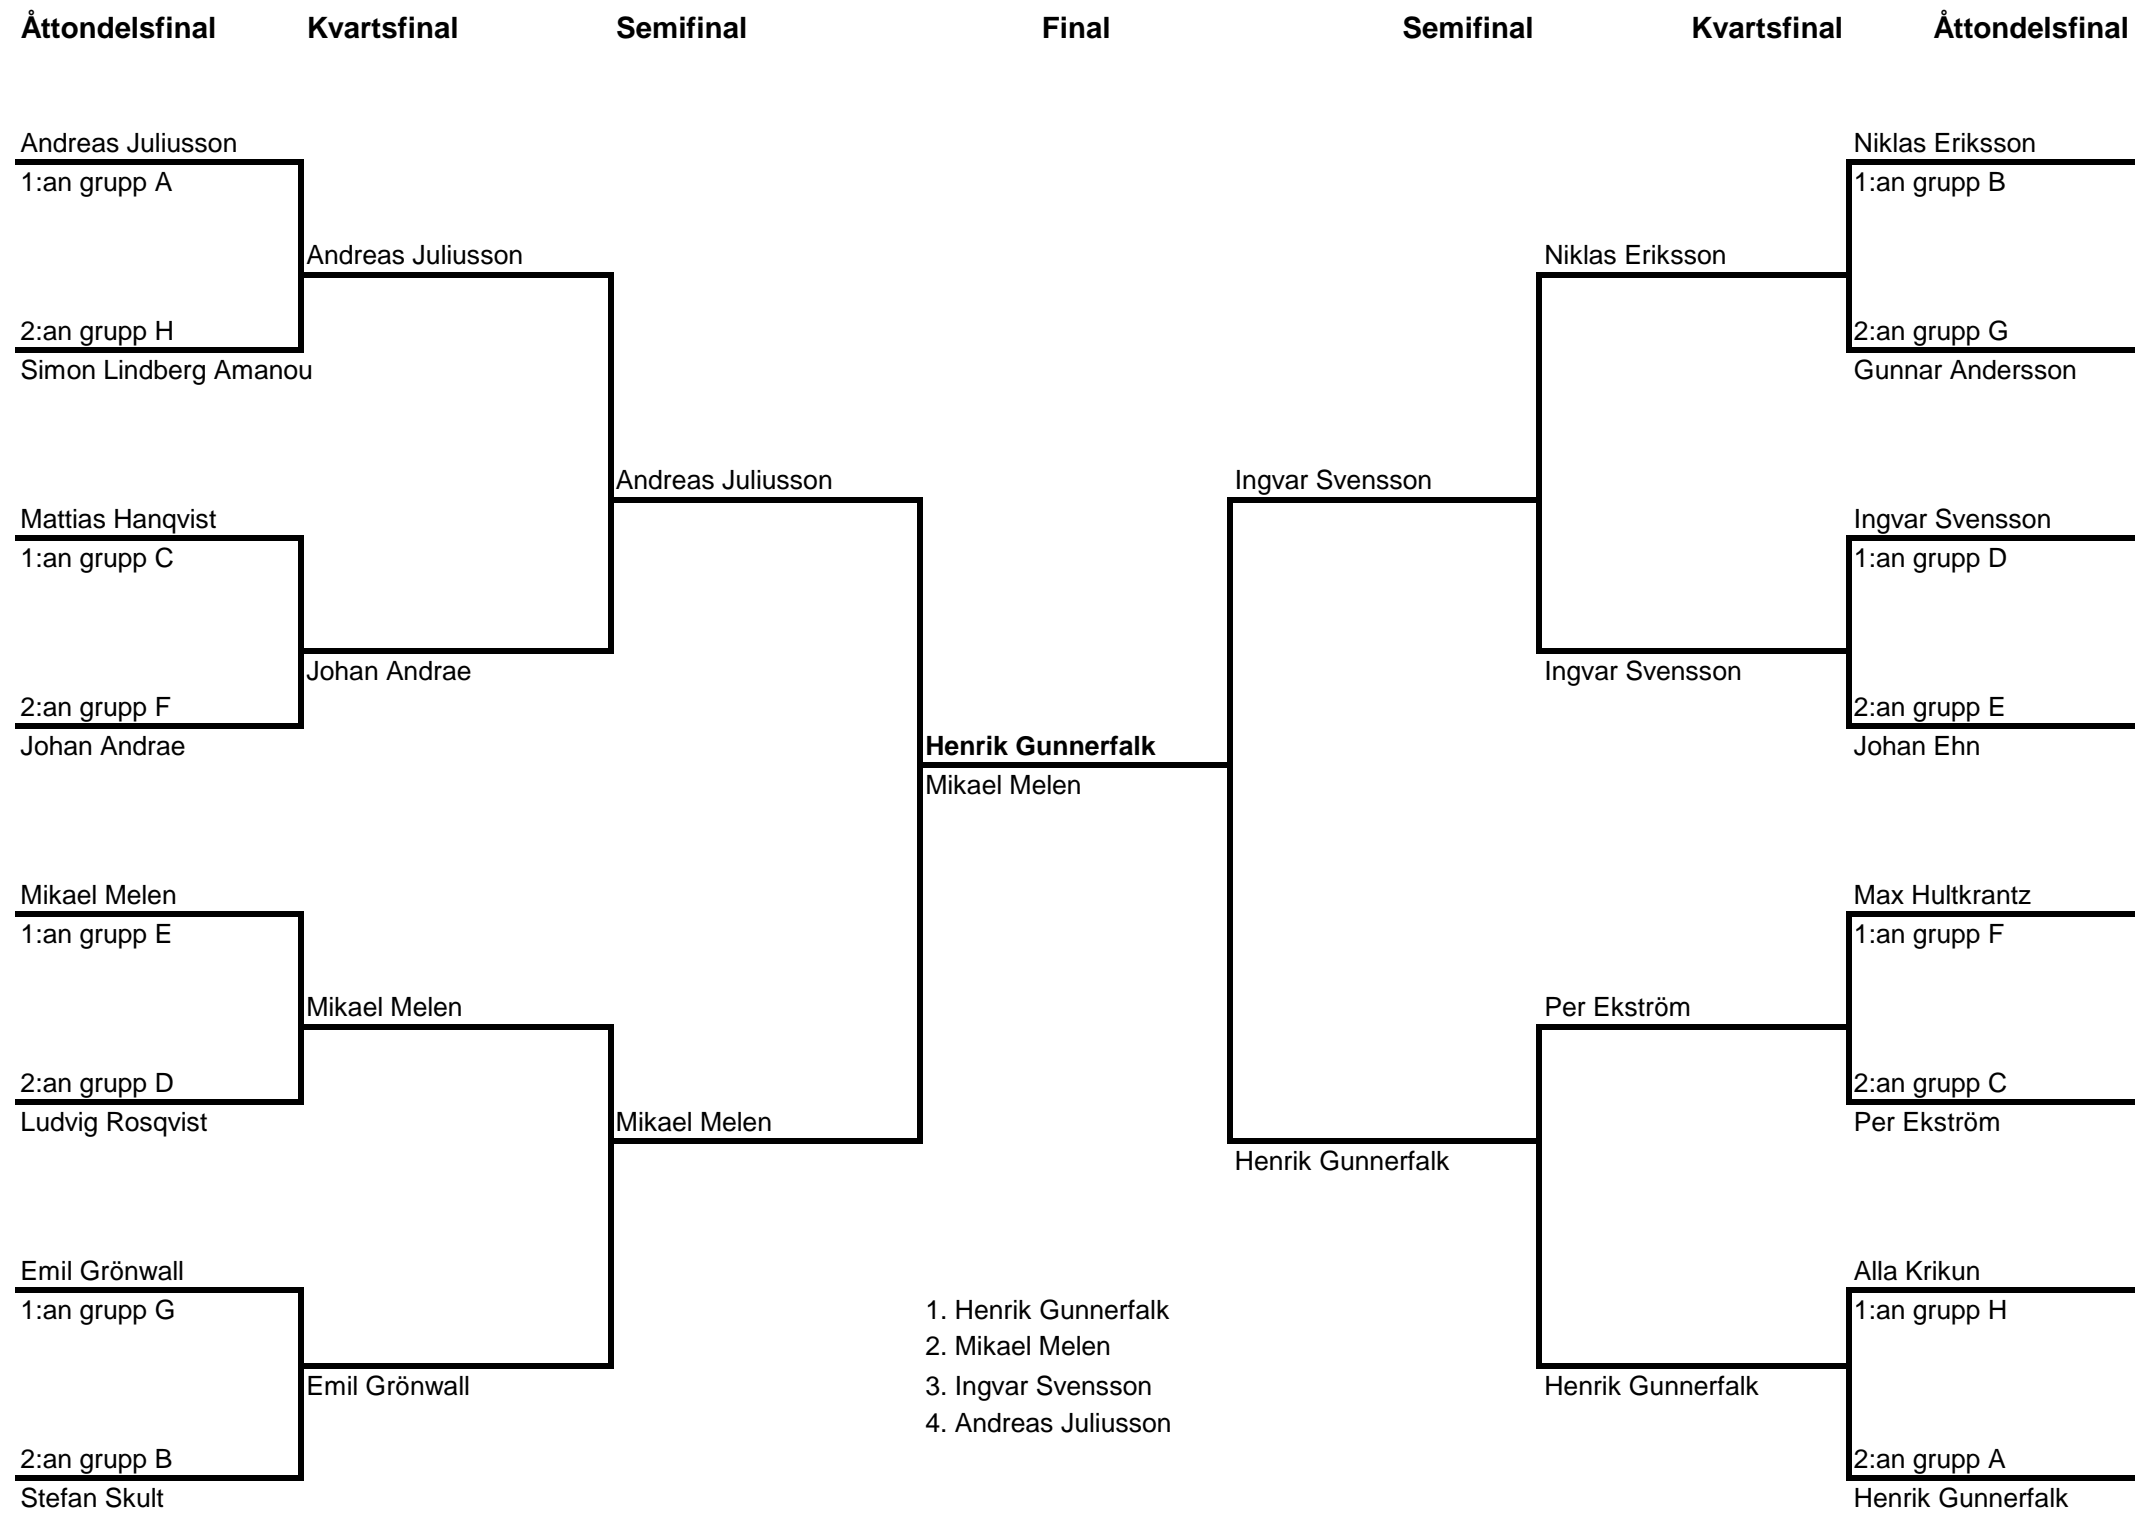 Åttondelsfinal Kvartsfinal Semifinal Final Semifinal Kvartsfinal Åttondelsfinal
Andreas Juliusson Niklas Eriksson
1:an grupp A 1:an grupp B
Andreas Juliusson Niklas Eriksson
2:an grupp H 2:an grupp G
Simon Lindberg Amanou Gunnar Andersson
Andreas Juliusson Ingvar Svensson
Mattias Hanqvist Ingvar Svensson
1:an grupp C 1:an grupp D
Johan Andrae Ingvar Svensson
2:an grupp F 2:an grupp E
Johan Andrae Henrik Gunnerfalk Johan Ehn
Mikael Melen
Mikael Melen Max Hultkrantz
1:an grupp E 1:an grupp F
Mikael Melen Per Ekström
2:an grupp D 2:an grupp C
Ludvig Rosqvist Mikael Melen Per Ekström
Henrik Gunnerfalk
Emil Grönwall Alla Krikun
1:an grupp G 1. Henrik Gunnerfalk 1:an grupp H
2. Mikael Melen
Emil Grönwall 3. Ingvar Svensson Henrik Gunnerfalk
4. Andreas Juliusson
2:an grupp B 2:an grupp A
Stefan Skult Henrik Gunnerfalk